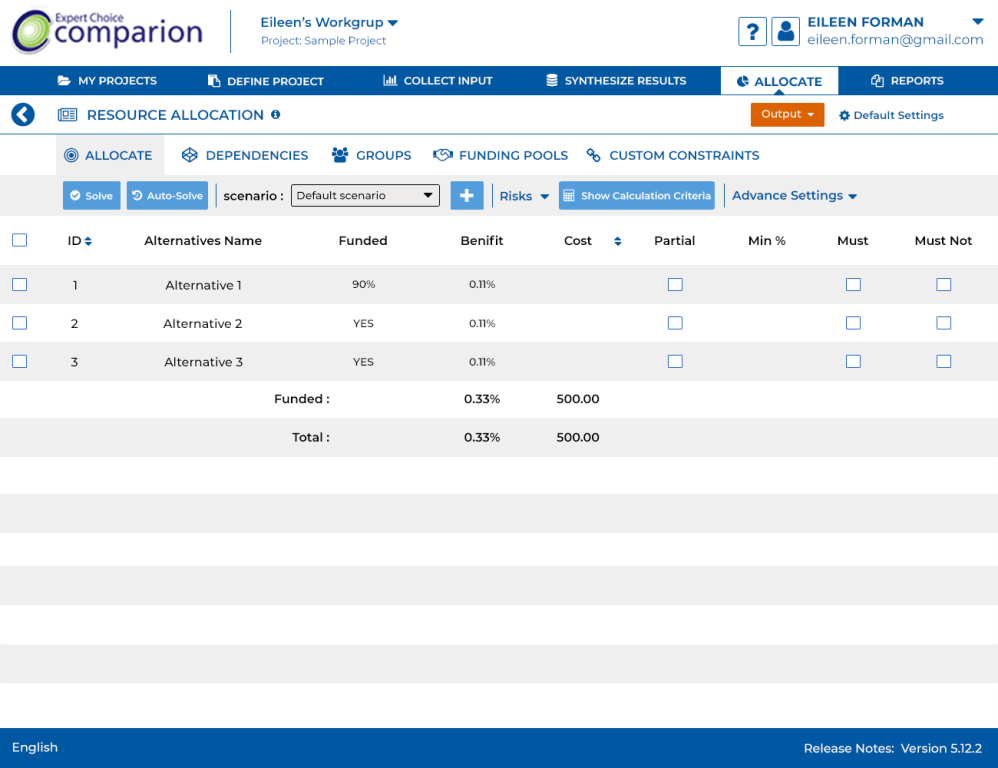 Expert Choice
comparion
Eileen's Workgrup
Project: Sample Project
?
EILEEN FORMAN
eileen.forman@gmail.com
MY PROJECTS DEFINE PROJECT COLLECT INPUT SYNTHESIZE RESULTS ALLOCATE REPORTS
RESOURCE ALLOCATION Output Default Settings
ALLOCATE DEPENDENCIES GROUPS FUNDING POOLS CUSTOM CONSTRAINTS
Solve Auto-Solve scenario : Default scenario + Risks Show Calculation Criteria Advance Settings
ID Alternatives Name Funded Benifit Cost Partial Min % Must Must Not
1 Alternative 1 90% 0.11%
2 Alternative 2 YES 0.11%
3 Alternative 3 YES 0.11%
Funded : 0.33% 500.00
Total : 0.33% 500.00
English Release Notes: Version 5.12.2